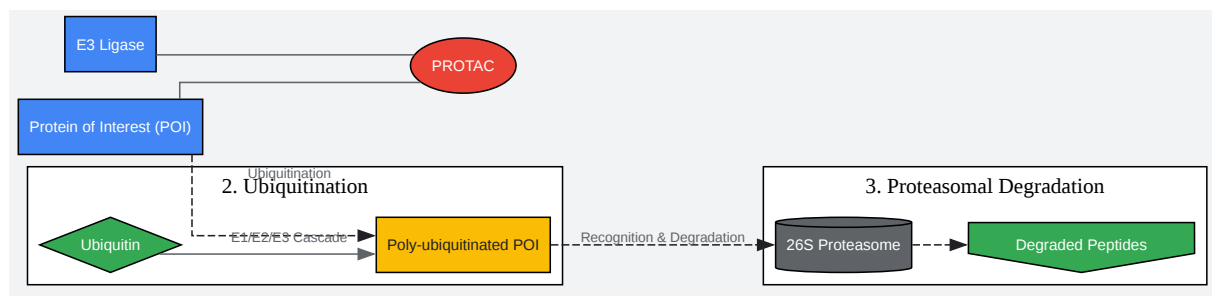 E3 Ligase
PROTAC
Protein of Interest (POI)
Ubiquitination
2. Ubiquitination
3. Proteasomal Degradation
Ubiquitin
E1/E2/E3 Cascade
Poly-ubiquitinated POI
Recognition & Degradation
26S Proteasome
Degraded Peptides